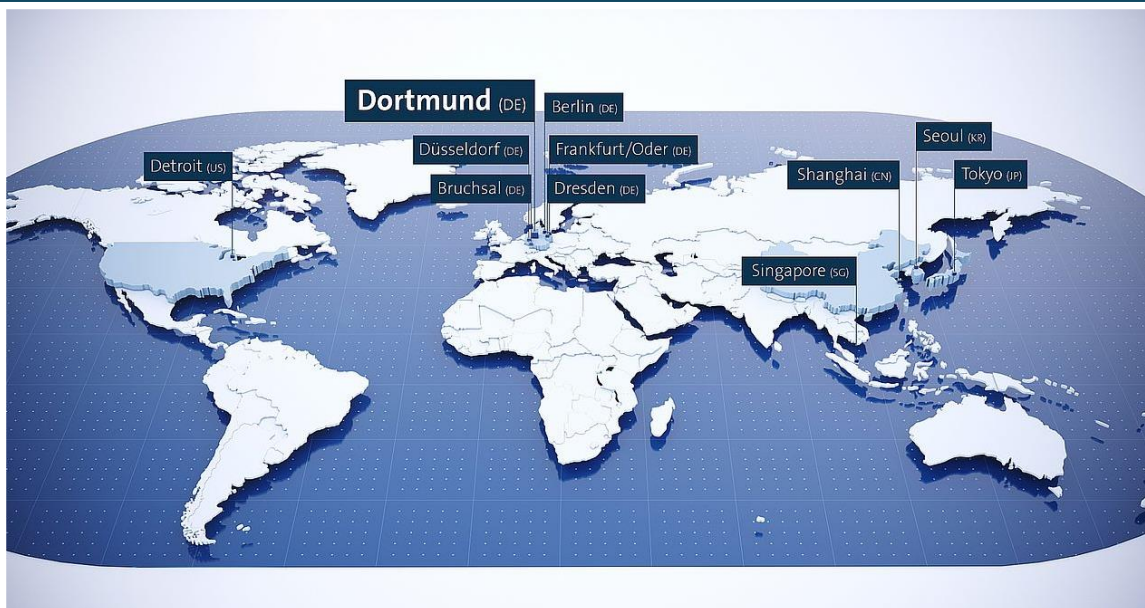 Dortmund (DE)
Berlin (DE)
Düsseldorf (DE)
Frankfurt/Oder (DE)
Bruchsal (DE)
Dresden (DE)
Detroit (US)
Seoul (KR)
Shanghai (CN)
Tokyo (JP)
Singapore (SG)